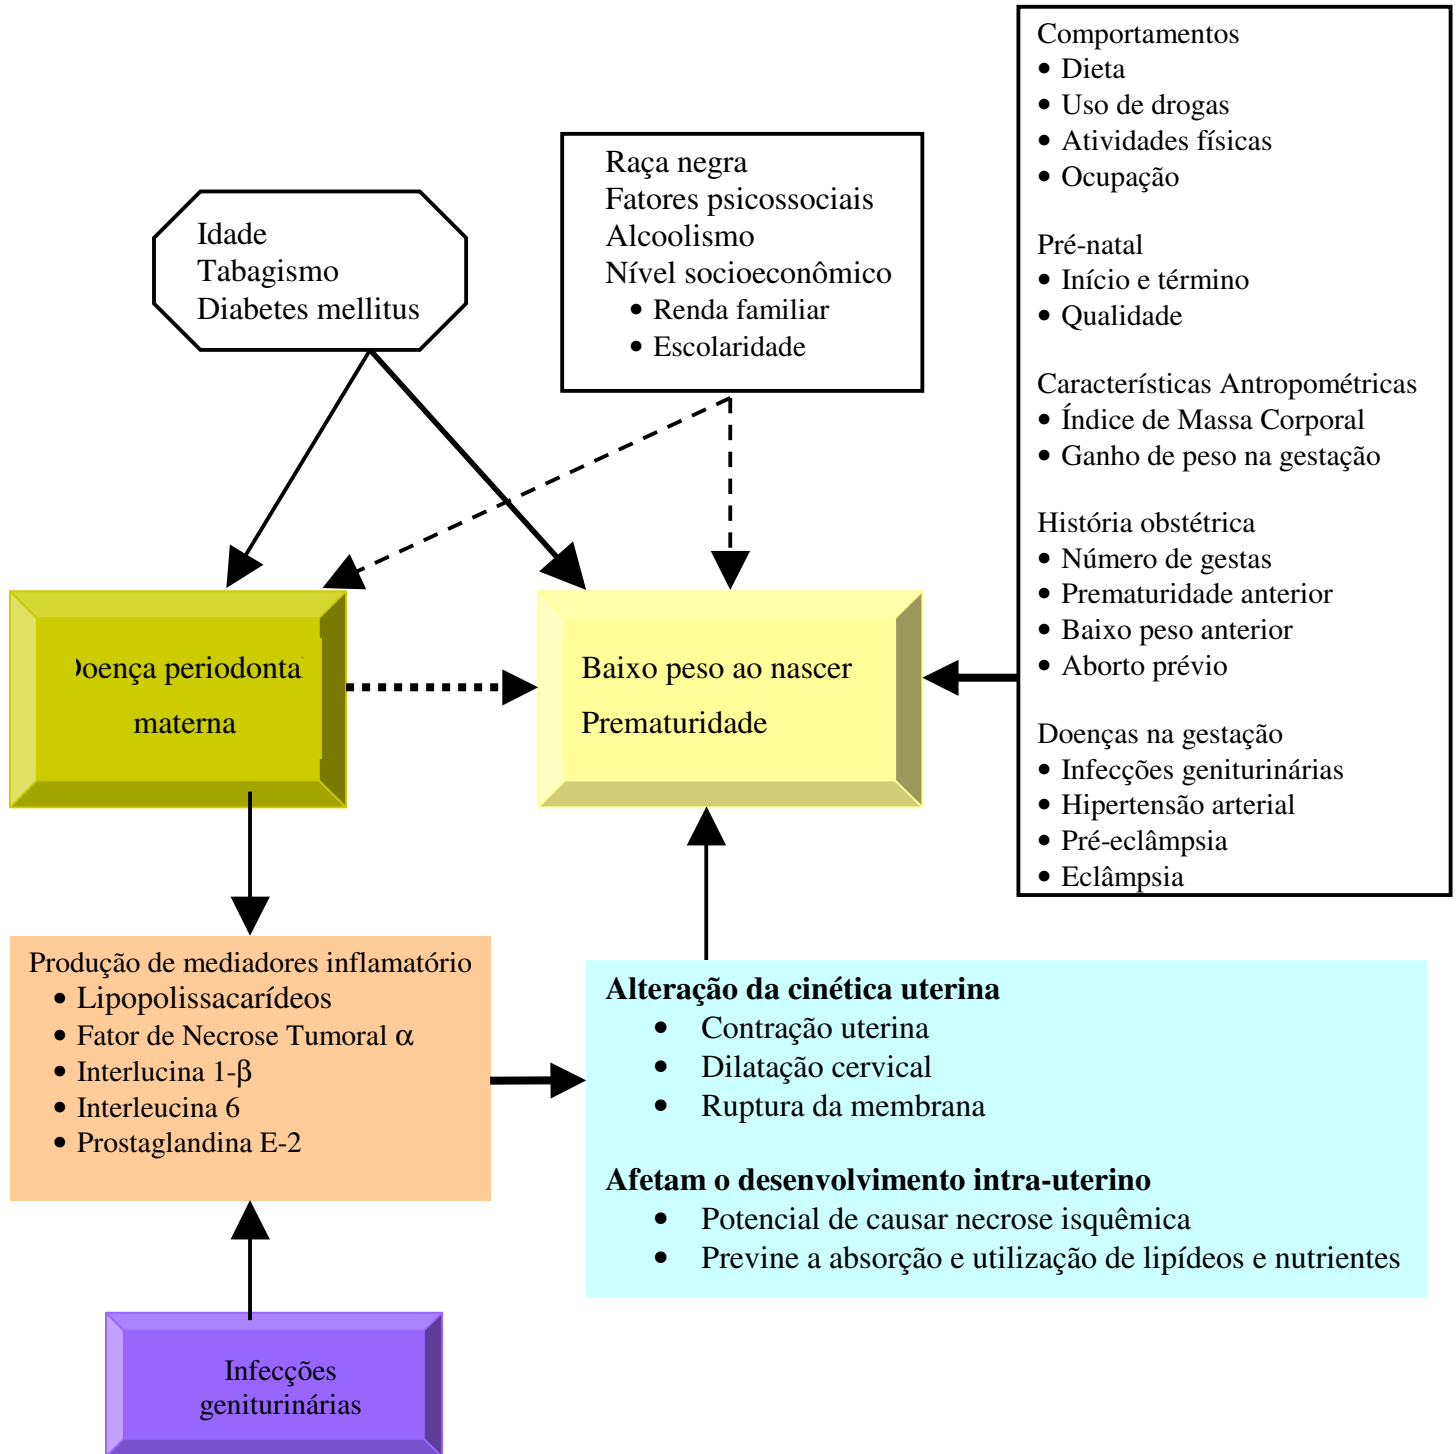 Comportamentos
• Dieta
• Uso de drogas
• Atividades físicas
• Ocupação
Pré-natal
• Início e término
• Qualidade
Características Antropométricas
• Índice de Massa Corporal
• Ganho de peso na gestação
História obstétrica
• Número de gestas
• Prematuridade anterior
• Baixo peso anterior
• Aborto prévio
Doenças na gestação
• Infecções geniturinárias
• Hipertensão arterial
• Pré-eclâmpsia
• Eclâmpsia
Raça negra
Fatores psicossociais
Alcoolismo
Nível socioeconômico
• Renda familiar
• Escolaridade
Idade
Tabagismo
Diabetes mellitus
periodonta
materna
Baixo peso ao nascer
Prematuridade
Produção de mediadores inflamatório
• Lipopolissacarídeos
• Fator de Necrose Tumoral α
• Interlucina 1-β
• Interleucina 6
• Prostaglandina E-2
Alteração da cinética uterina
• Contração uterina
• Dilatação cervical
• Ruptura da membrana
Afetam o desenvolvimento intra-uterino
• Potencial de causar necrose isquêmica
• Previne a absorção e utilização de lipídeos e nutrientes
Infecções
geniturinárias